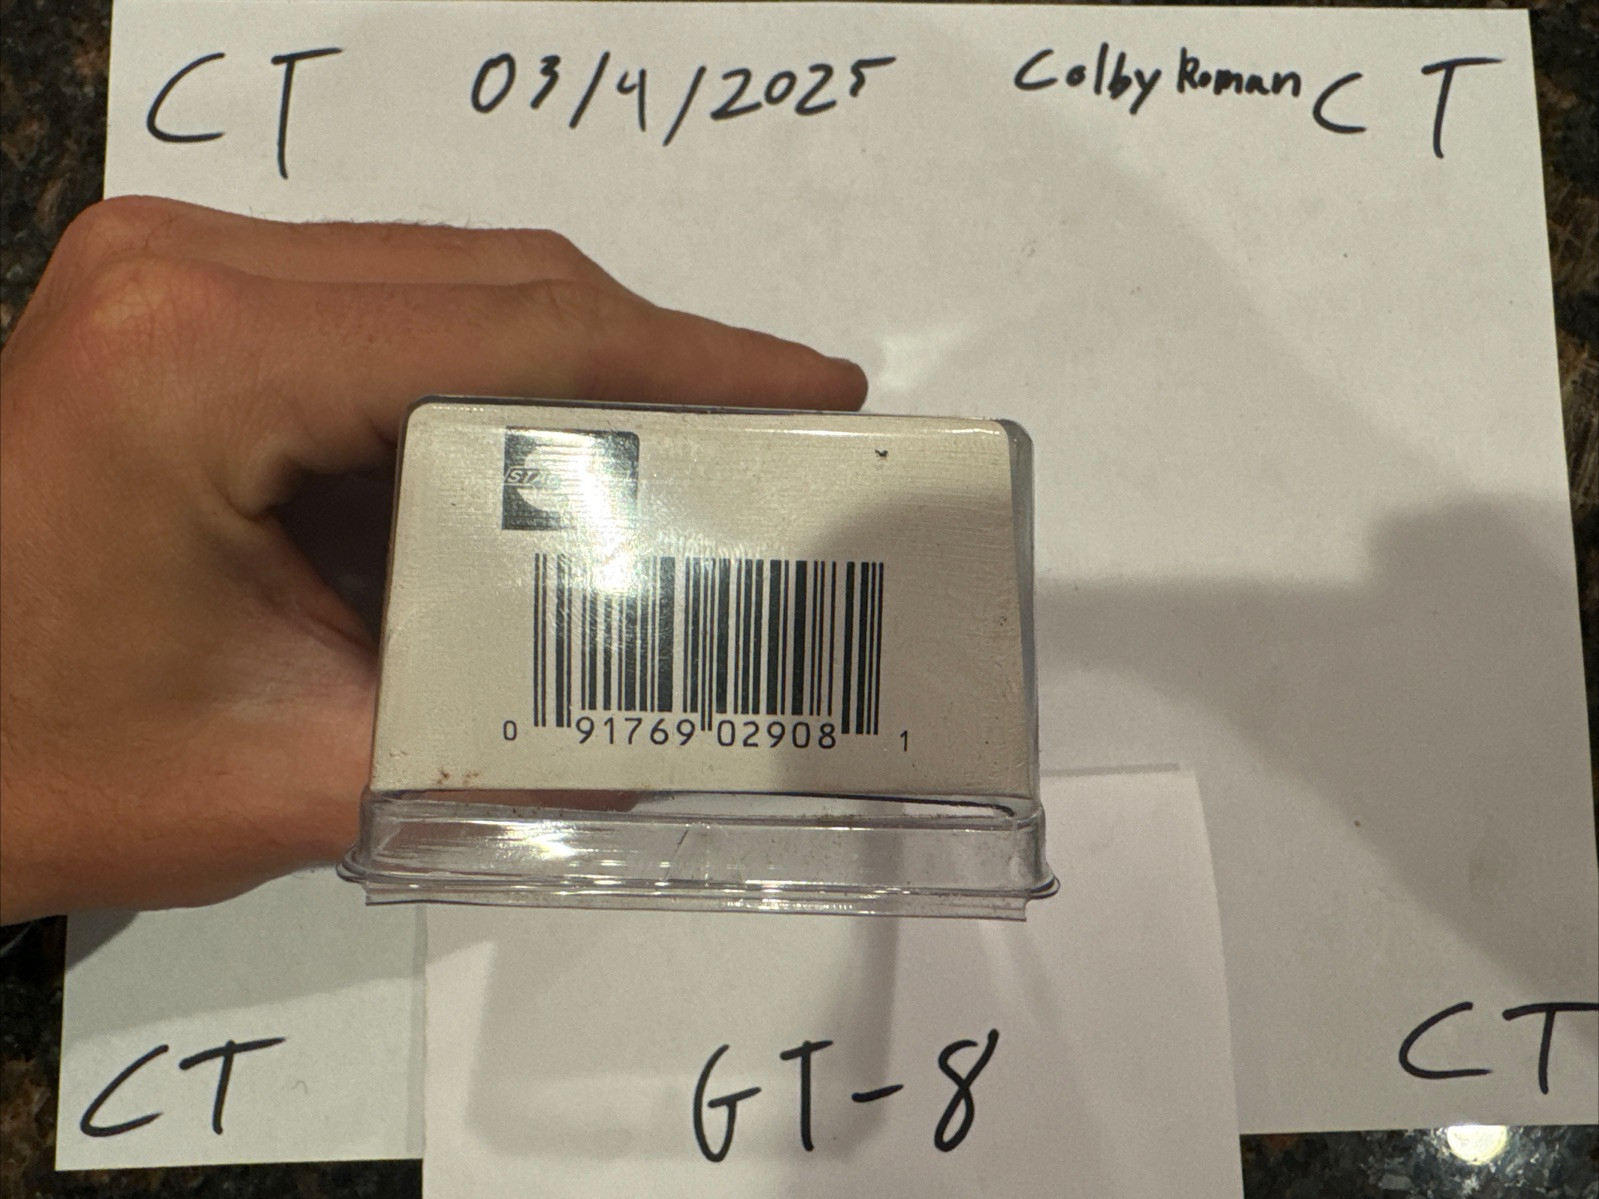 CT 03/4/2025 Colby Roman CT
0 91769 02908 1
CT GT-8 CT